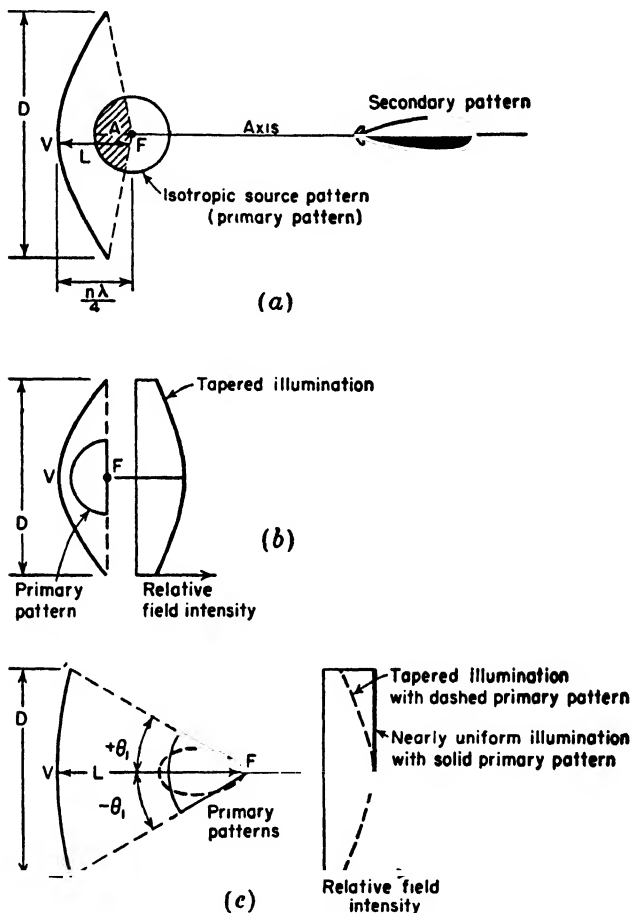 D
Secondary pattern
A
Axis
V
F
L
Isotropic source pattern
(primary pattern)
nλ
4
(a)
Tapered illumination
V
F
D
(b)
Primary
pattern
Relative
field intensity
D
Tapered illumination
with dashed primary pattern
+θ₁
V
L
F
Nearly uniform illumination
with solid primary pattern
-θ₁
Primary
patterns
(c)
Relative field
intensity